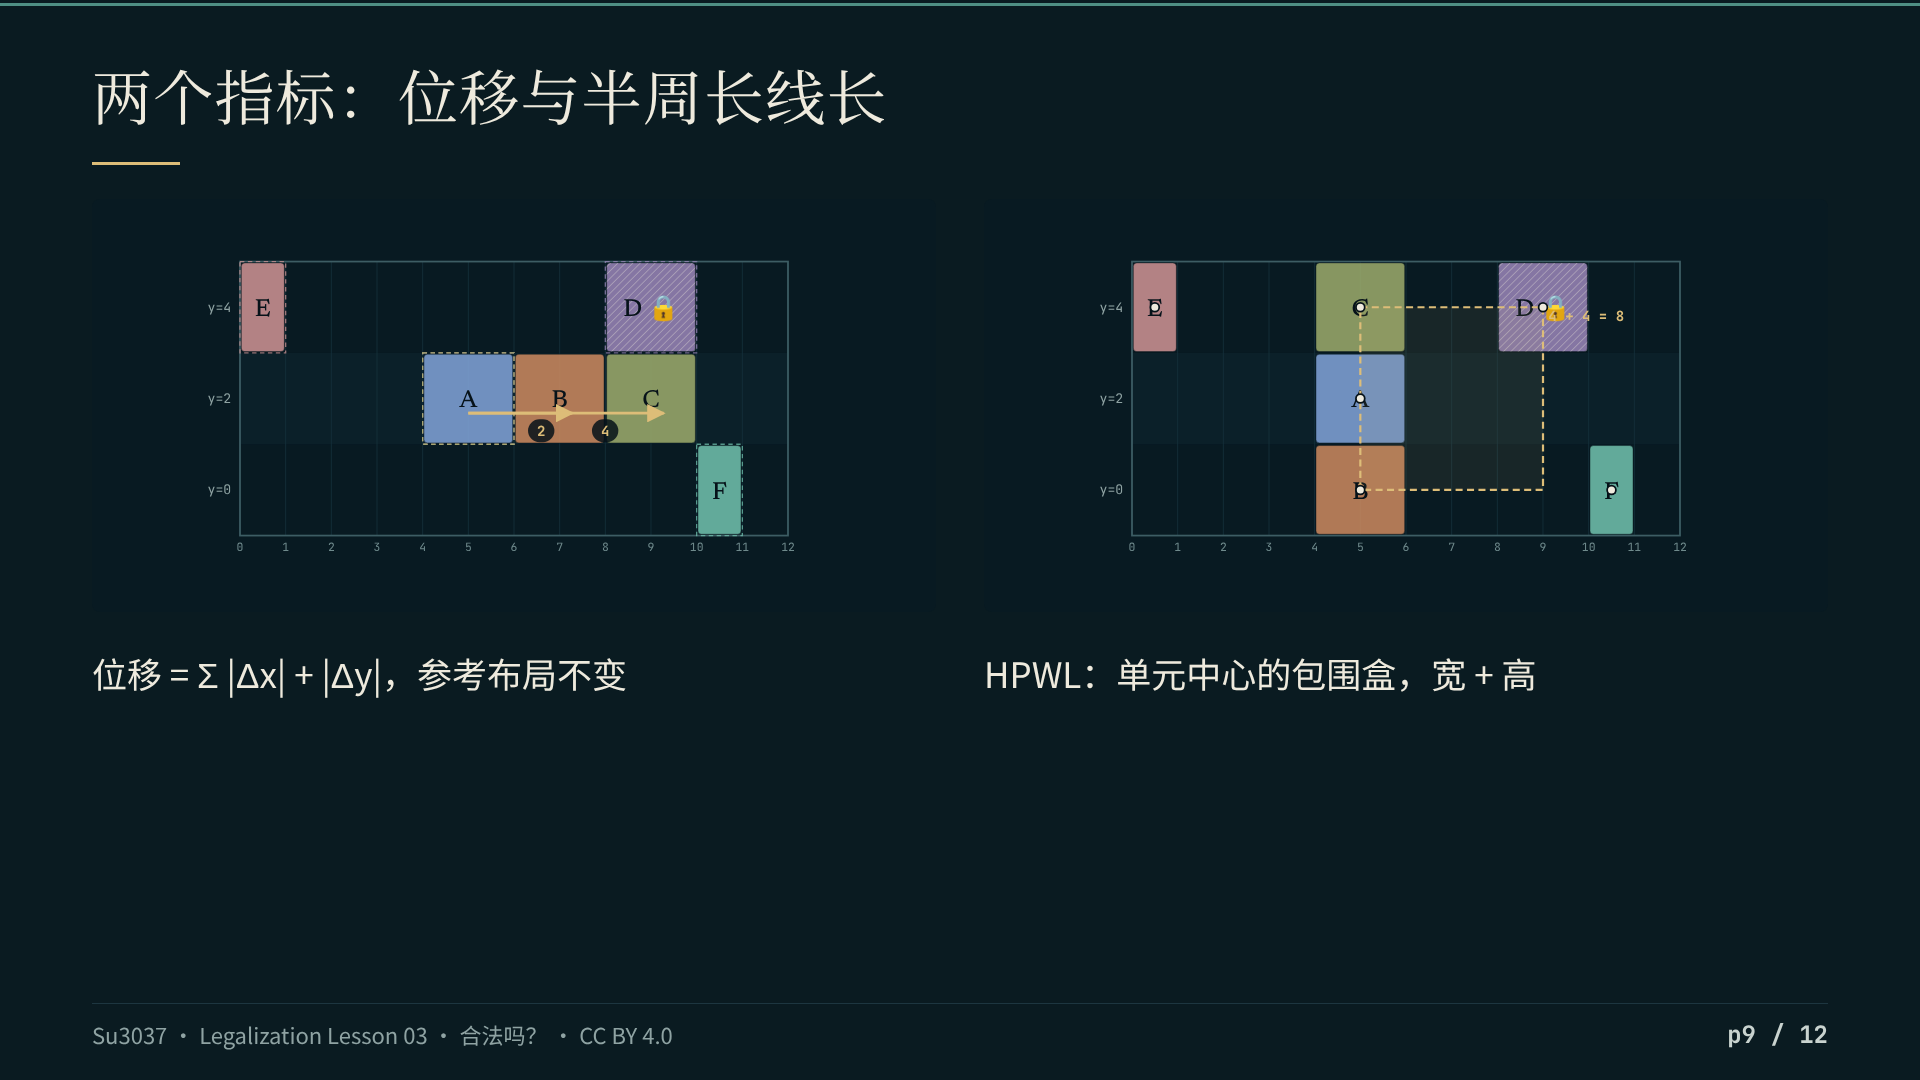 两个指标：位移与半周长线长
y=4
E
D 🔒
y=2
A
B
C
2
4
y=0
F
0 1 2 3 4 5 6 7 8 9 10 11 12
y=4
E
C
D 🔒
+ 4 = 8
y=2
A
y=0
B
F
0 1 2 3 4 5 6 7 8 9 10 11 12
位移 = Σ |Δx| + |Δy|，参考布局不变
HPWL：单元中心的包围盒，宽 + 高
Su3037 · Legalization Lesson 03 · 合法吗？ · CC BY 4.0
p9 / 12